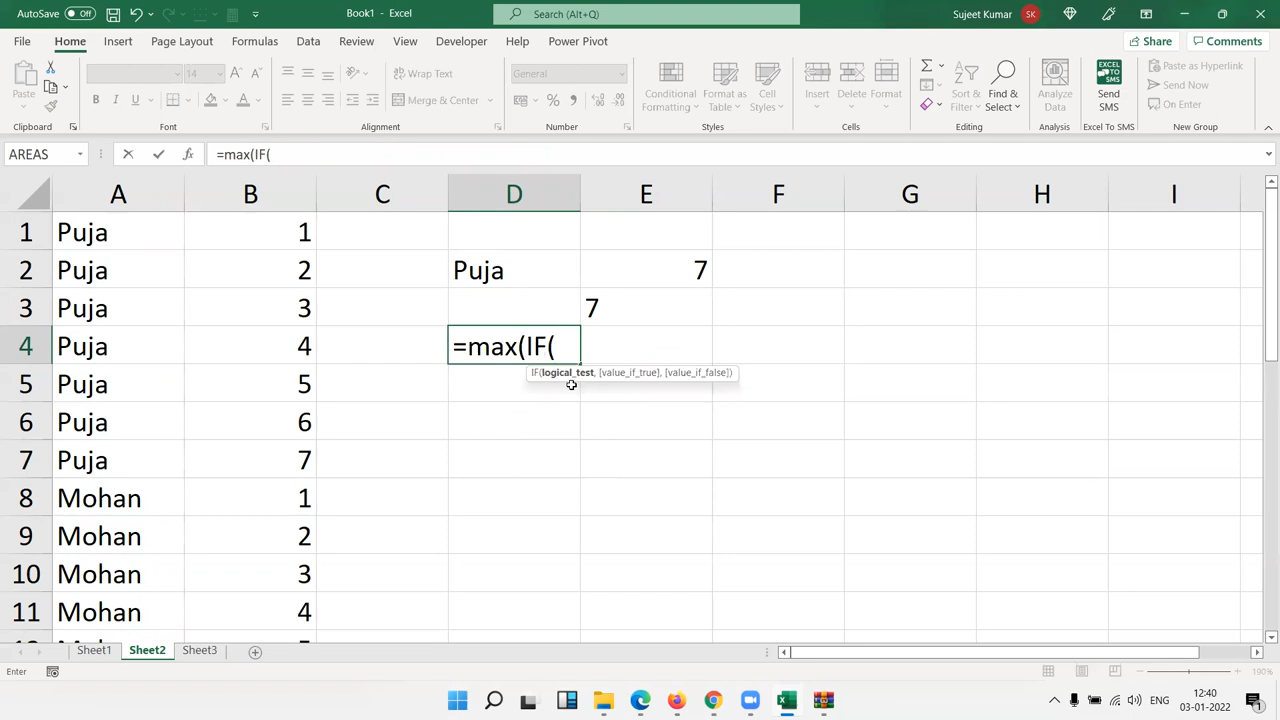 AutoSave Off Book1 - Excel Search (Alt+Q) Sujeet Kumar SK
File Home Insert Page Layout Formulas Data Review View Developer Help Power Pivot Share Comments
Paste 14 B I U Wrap Text Merge & Center General Conditional Formatting Format as Table Cell Styles Insert Delete Format Sort & Filter Find & Select Analyze Data Send SMS Paste as Hyperlink Send Now On Enter
Clipboard Font Alignment Number Styles Cells Editing Analysis Excel To SMS New Group
AREAS fx =max(IF(
A B C D E F G H I
1 Puja 1
2 Puja 2 Puja 7
3 Puja 3 7
4 Puja 4 =max(IF(
IF(logical_test, [value_if_true], [value_if_false])
5 Puja 5
6 Puja 6
7 Puja 7
8 Mohan 1
9 Mohan 2
10 Mohan 3
11 Mohan 4
Sheet1 Sheet2 Sheet3
Enter 190%
ENG 12:40
03-01-2022 1